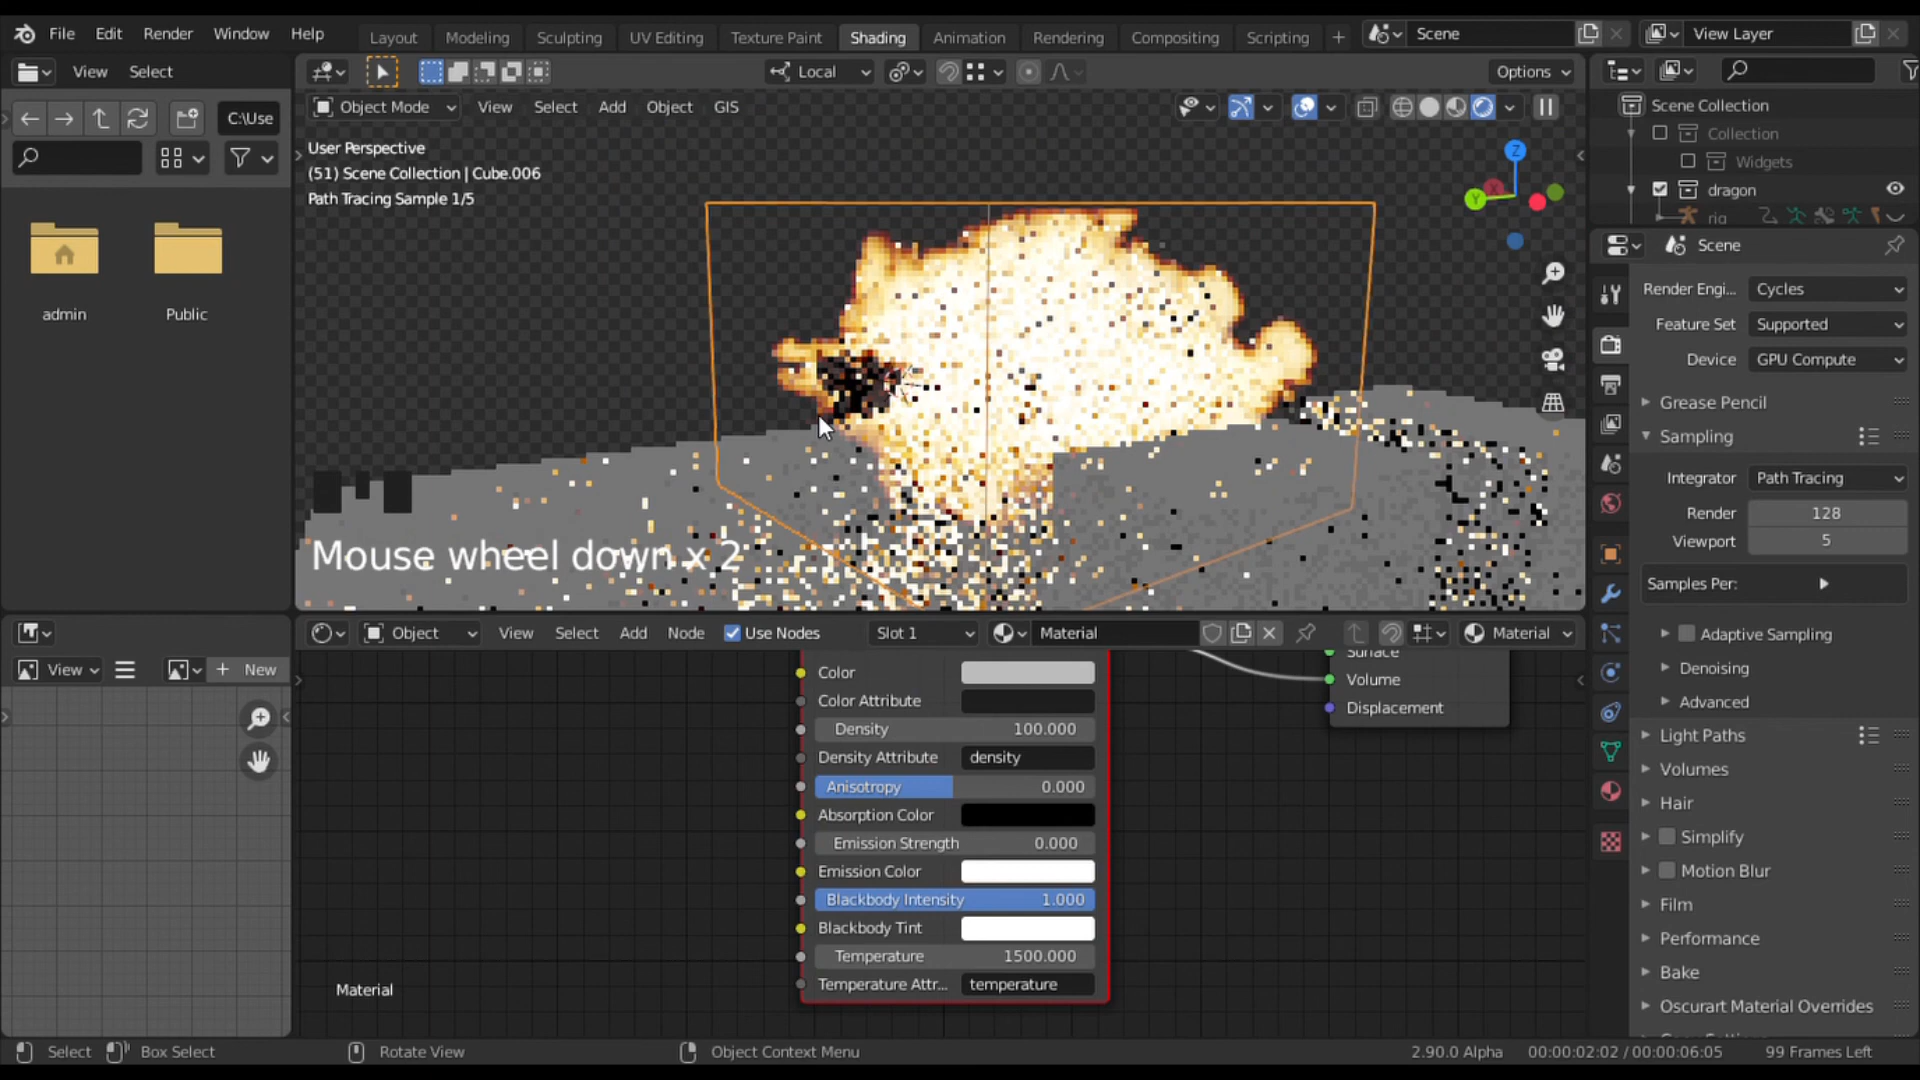 File Edit Render Window Help
Layout Modeling Sculpting UV Editing Texture Paint Shading Animation Rendering Compositing Scripting +
Scene
View Layer
View Select
Local
Options
Object Mode View Select Add Object GIS
C:\Use
User Perspective
(51) Scene Collection | Cube.006
Path Tracing Sample 1/5
Z
Y
admin
Public
Mouse wheel down x 2
Scene Collection
Collection
Widgets
dragon
rig
Scene
Render Engi... Cycles
Feature Set Supported
Device GPU Compute
Grease Pencil
Sampling
Integrator Path Tracing
Render 128
Viewport 5
Samples Per:
Adaptive Sampling
Denoising
Advanced
Light Paths
Volumes
Hair
Simplify
Motion Blur
Film
Performance
Bake
Oscurart Material Overrides
View
+ New
Object View Select Add Node Use Nodes Slot 1 Material Material
Color
Color Attribute
Density 100.000
Density Attribute density
Anisotropy 0.000
Absorption Color
Emission Strength 0.000
Emission Color
Blackbody Intensity 1.000
Blackbody Tint
Temperature 1500.000
Temperature Attr... temperature
Surface
Volume
Displacement
Material
Select Box Select Rotate View Object Context Menu 2.90.0 Alpha 00:00:02:02 / 00:00:06:05 99 Frames Left